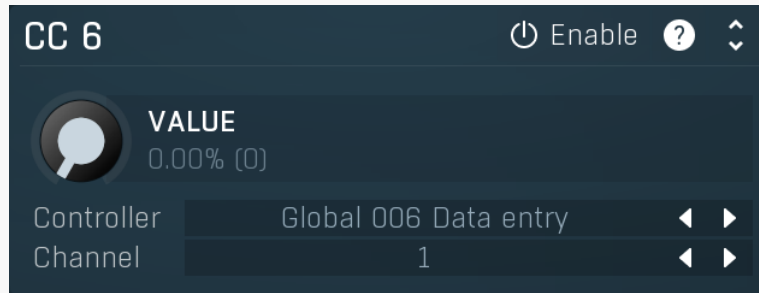 CC 6 Enable ?
VALUE
0.00% (0)
Controller Global 006 Data entry
Channel 1